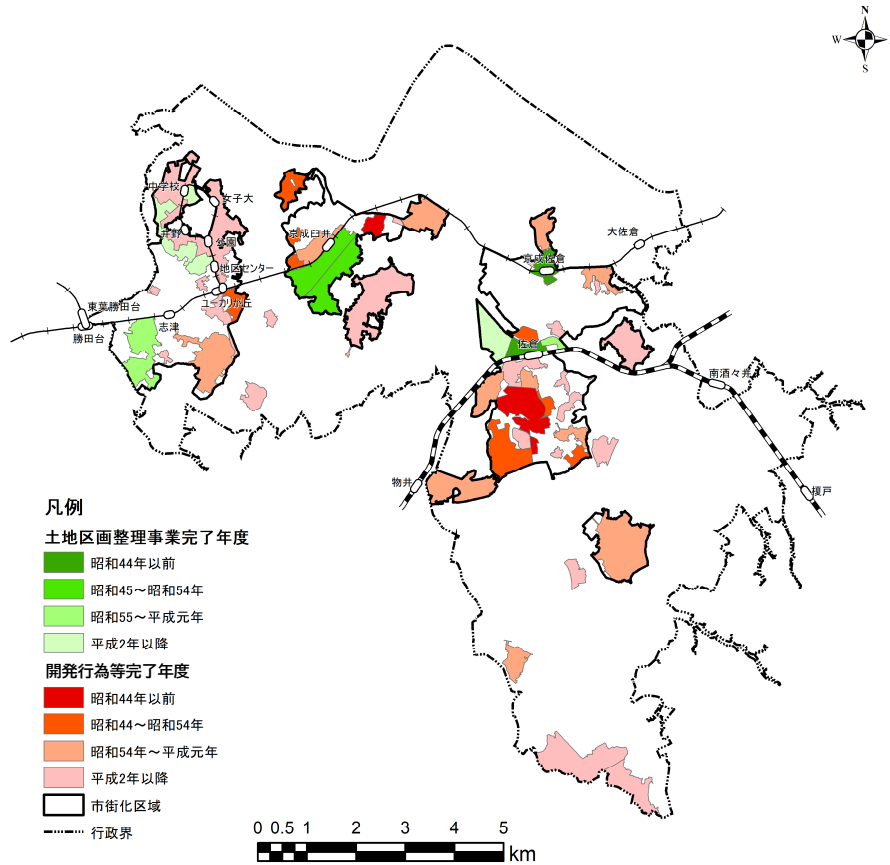 N
W
S
中学校
女子大
井野
公園
地区センター
ユーカリが丘
京成臼井
東葉勝田台
勝田台
志津
大佐倉
京成佐倉
佐倉
南酒々井
物井
榎戸
凡例
土地区画整理事業完了年度
昭和44年以前
昭和45～昭和54年
昭和55～平成元年
平成2年以降
開発行為等完了年度
昭和44年以前
昭和44～昭和54年
昭和54年～平成元年
平成2年以降
市街化区域
行政界
0 0.5 1 2 3 4 5
km